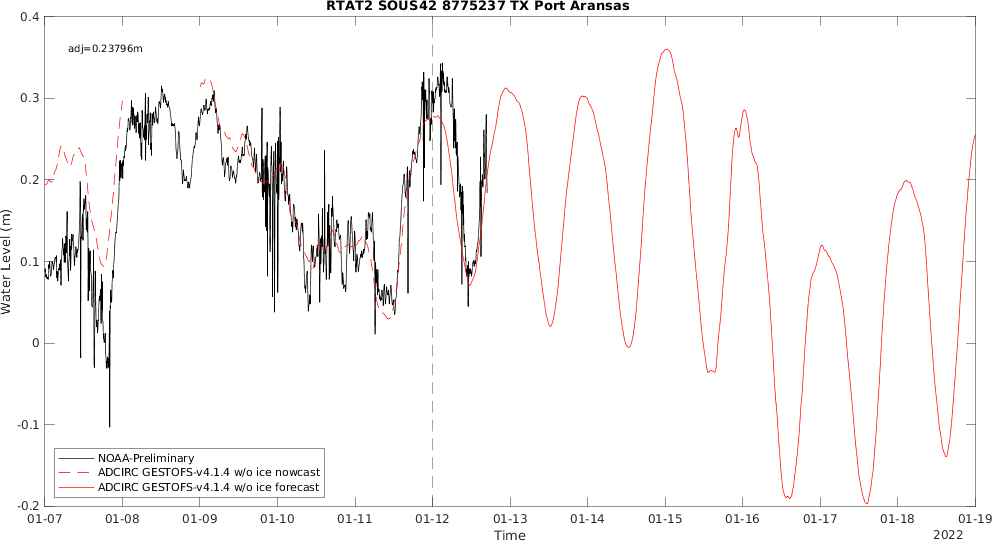 RTAT2 SOUS42 8775237 TX Port Aransas
adj=0.23796m
0.4
0.3
0.2
0.1
0
-0.1
-0.2
Water Level (m)
NOAA-Preliminary
ADCIRC GESTOFS-v4.1.4 w/o ice nowcast
ADCIRC GESTOFS-v4.1.4 w/o ice forecast
01-07 01-08 01-09 01-10 01-11 01-12 01-13 01-14 01-15 01-16 01-17 01-18 01-19
Time
2022